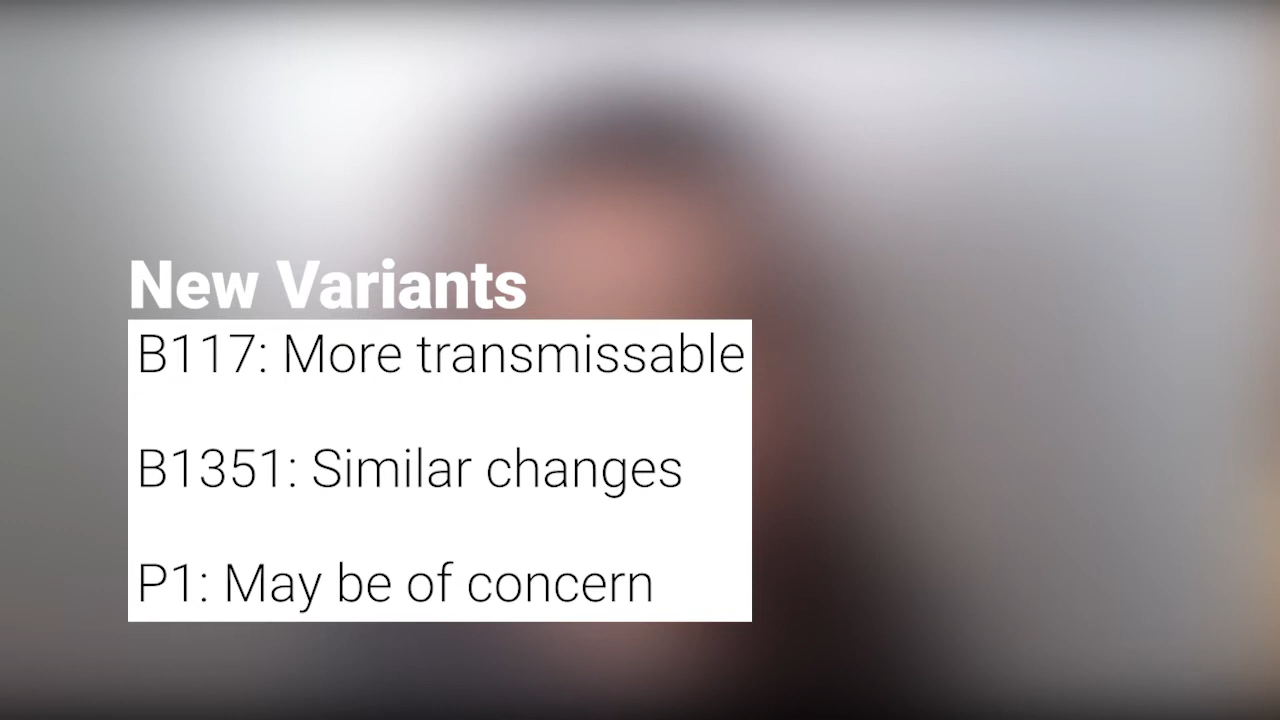 New Variants
B117: More transmissable
B1351: Similar changes
P1: May be of concern